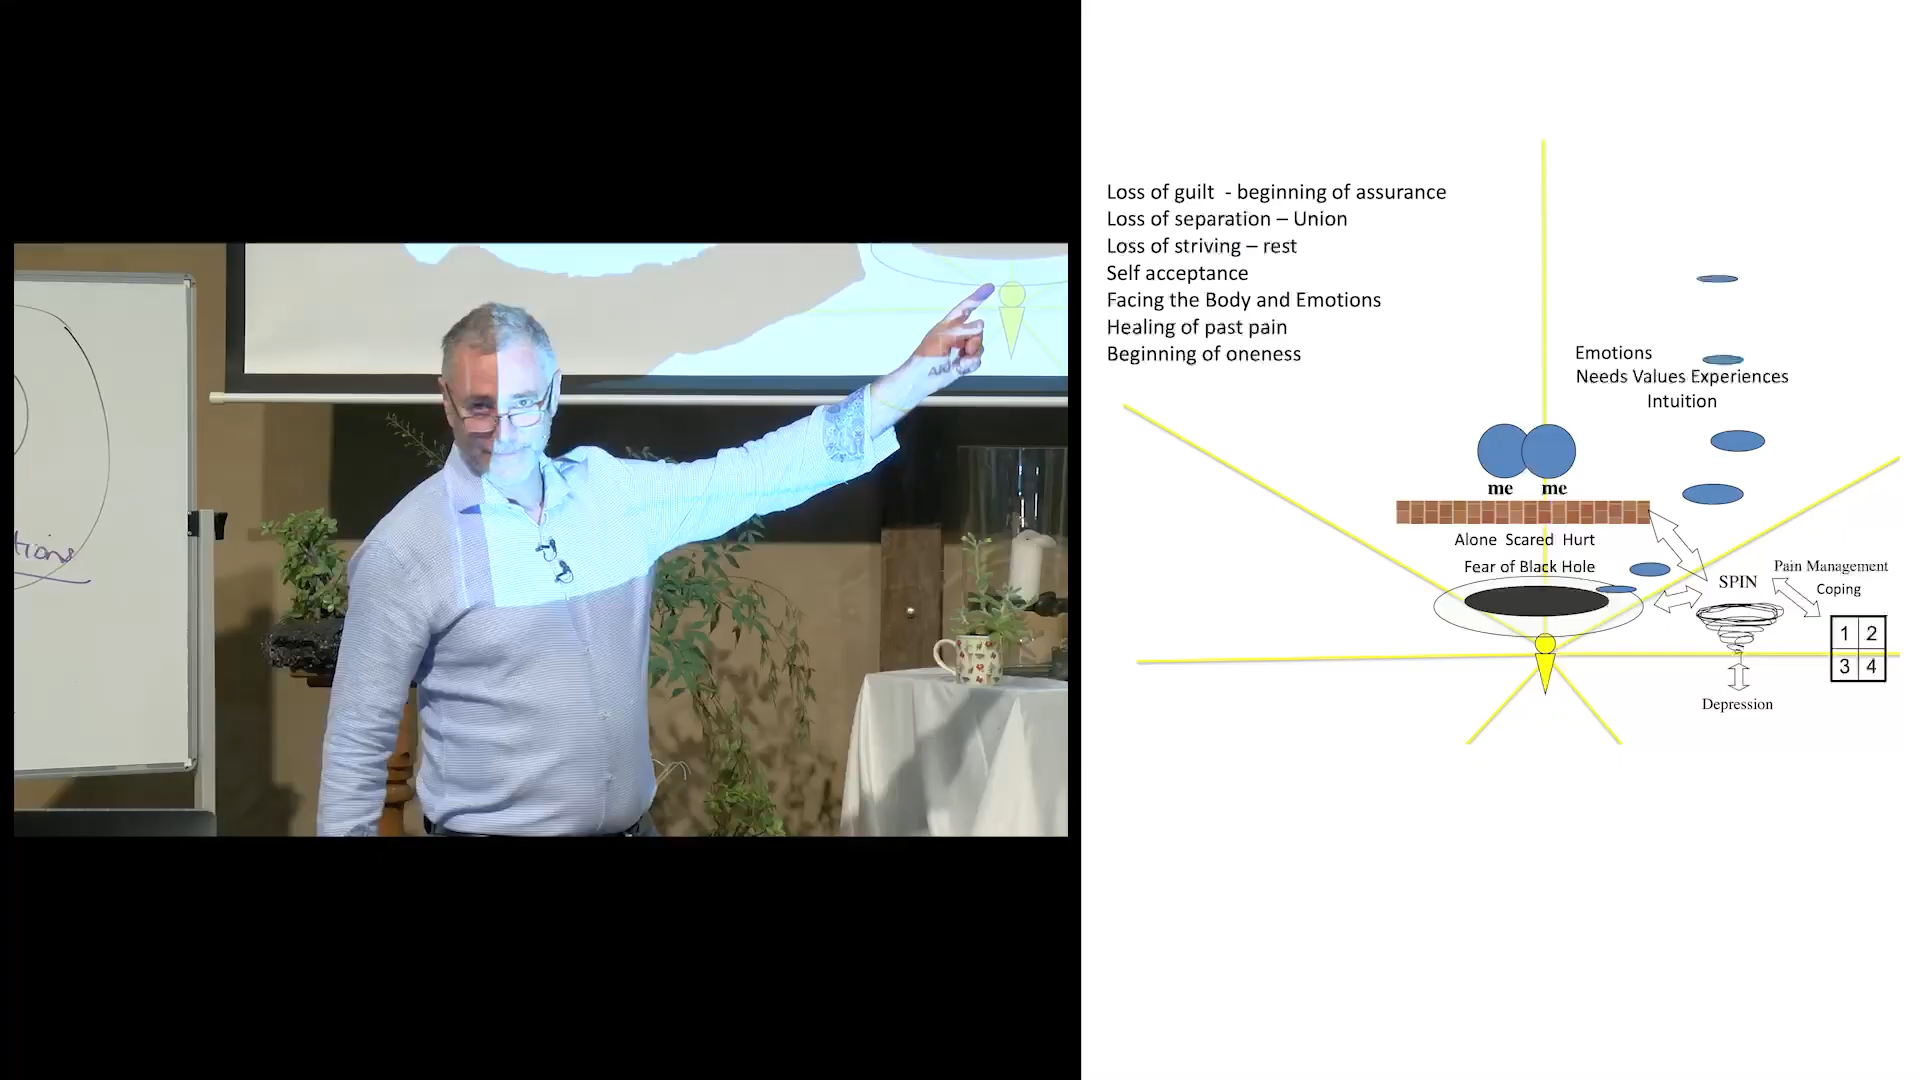 tions
Loss of guilt - beginning of assurance
Loss of separation – Union
Loss of striving – rest
Self acceptance
Facing the Body and Emotions
Healing of past pain
Beginning of oneness
Emotions
Needs Values Experiences
Intuition
me me
Alone Scared Hurt
Fear of Black Hole
SPIN
Pain Management
Coping
1 2
3 4
Depression